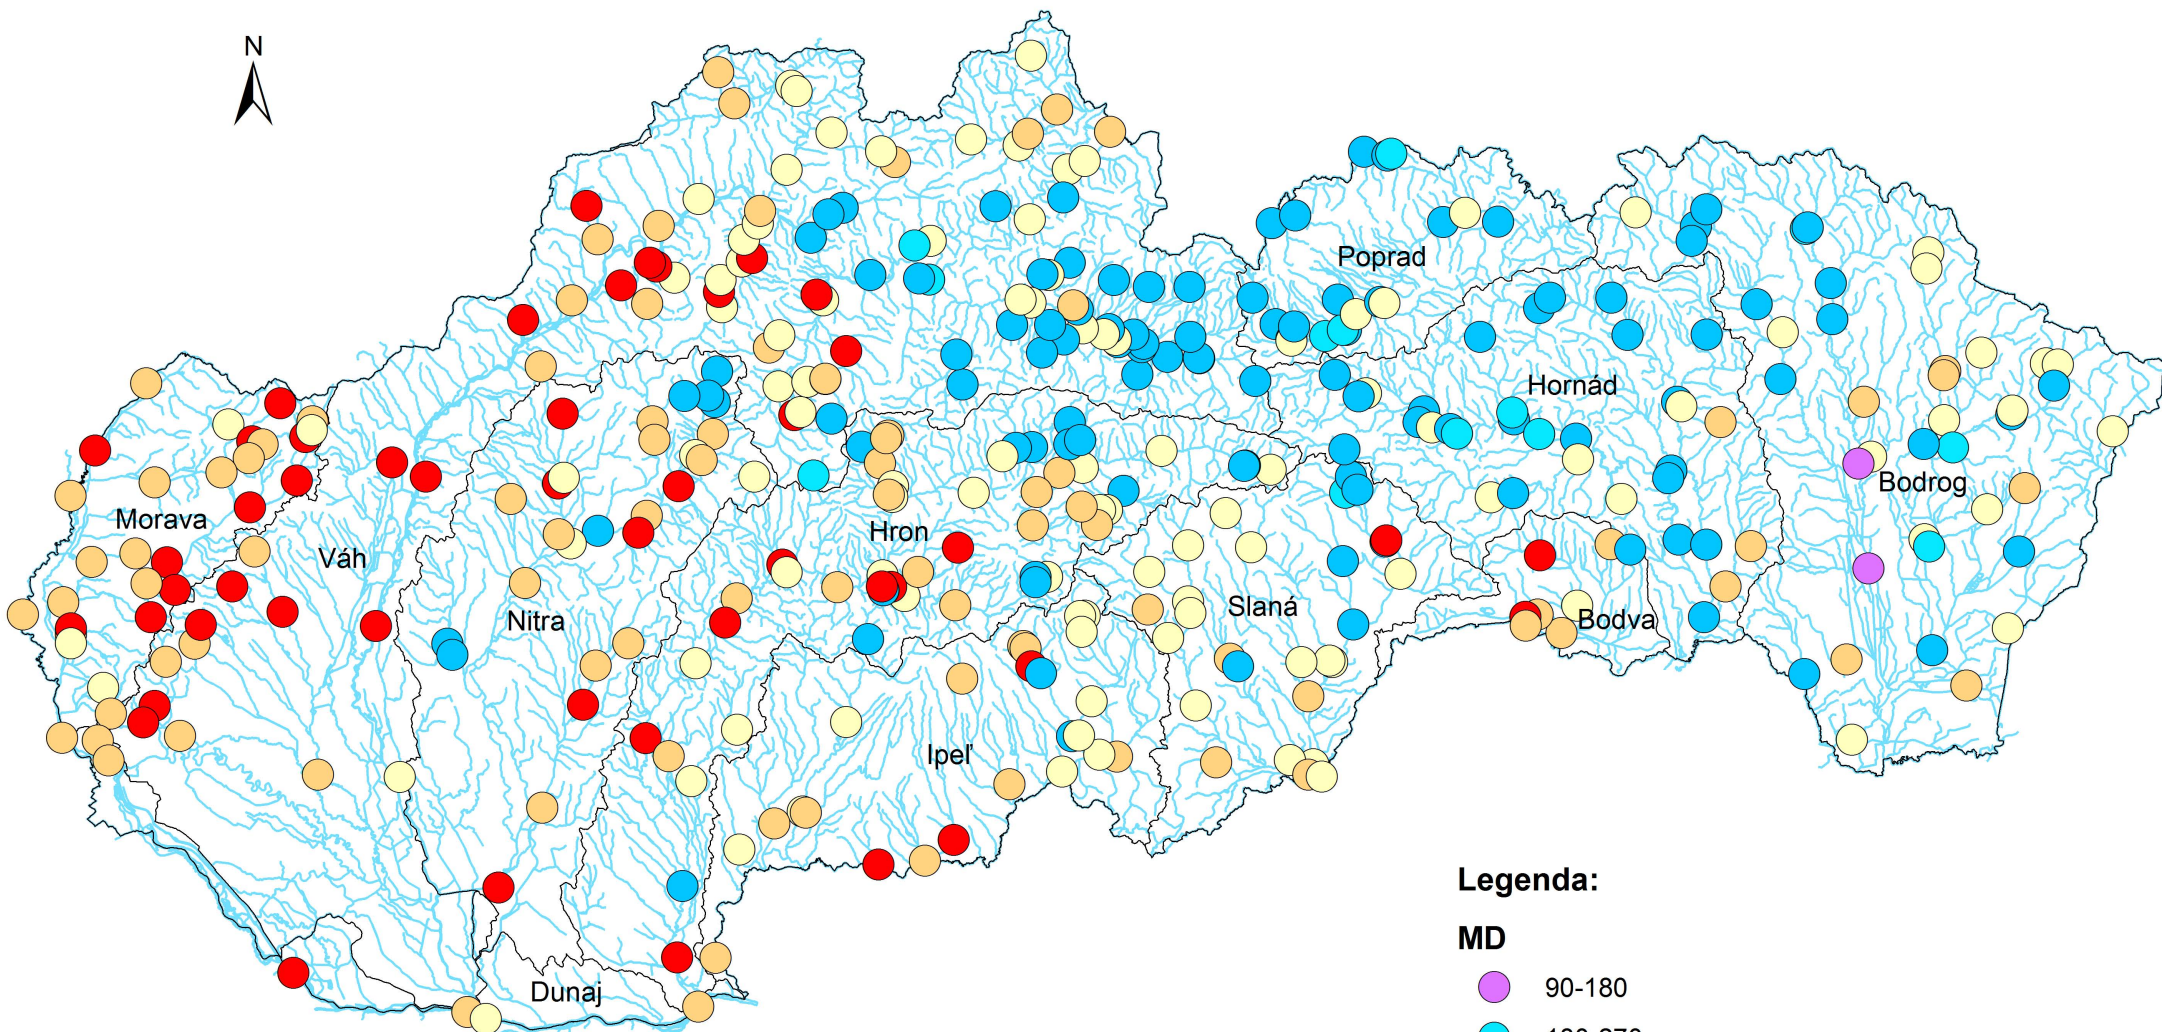 N
Poprad
Hornád
Bodrog
Morava
Váh
Hron
Nitra
Slaná
Bodva
Ipeľ
Dunaj
Legenda:
MD
90-180